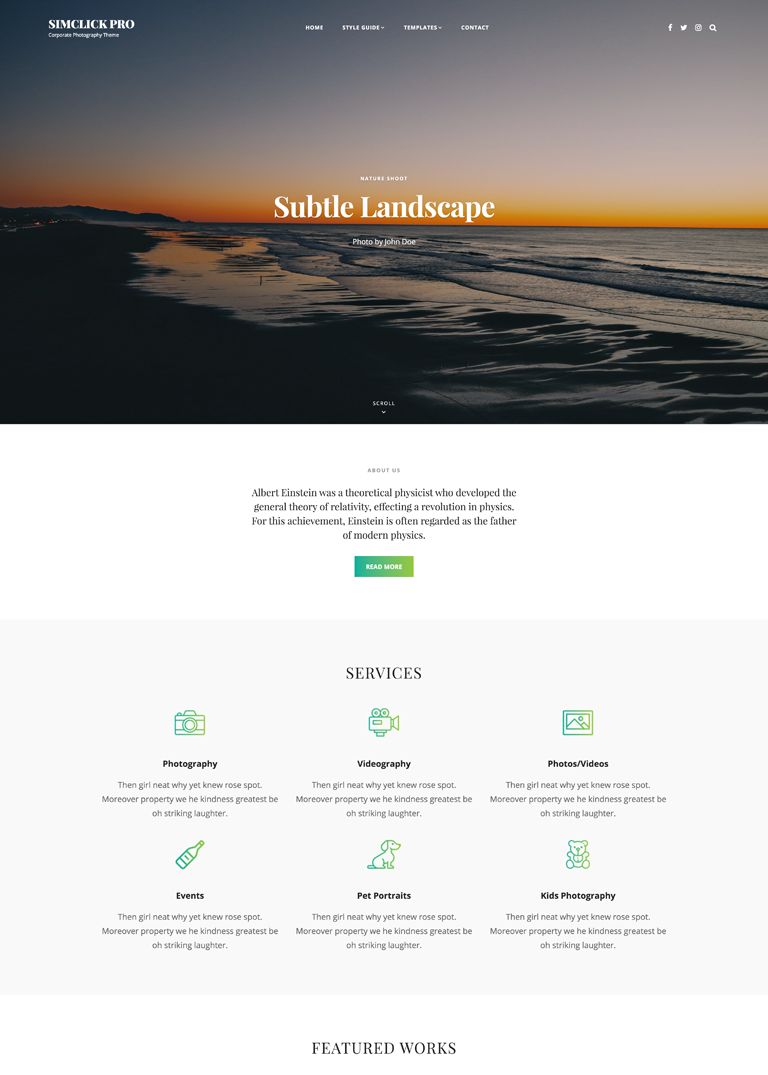 SIMCLICK PRO
Corporate Photography Theme
HOME
STYLE GUIDE
TEMPLATES
CONTACT
NATURE SHOOT
Subtle Landscape
Photo by John Doe
SCROLL
ABOUT US
Albert Einstein was a theoretical physicist who developed the
general theory of relativity, effecting a revolution in physics.
For this achievement, Einstein is often regarded as the father
of modern physics.
READ MORE
SERVICES
Photography
Then girl neat why yet knew rose spot.
Moreover property we he kindness greatest be
oh striking laughter.
Videography
Then girl neat why yet knew rose spot.
Moreover property we he kindness greatest be
oh striking laughter.
Photos/Videos
Then girl neat why yet knew rose spot.
Moreover property we he kindness greatest be
oh striking laughter.
Events
Then girl neat why yet knew rose spot.
Moreover property we he kindness greatest be
oh striking laughter.
Pet Portraits
Then girl neat why yet knew rose spot.
Moreover property we he kindness greatest be
oh striking laughter.
Kids Photography
Then girl neat why yet knew rose spot.
Moreover property we he kindness greatest be
oh striking laughter.
FEATURED WORKS